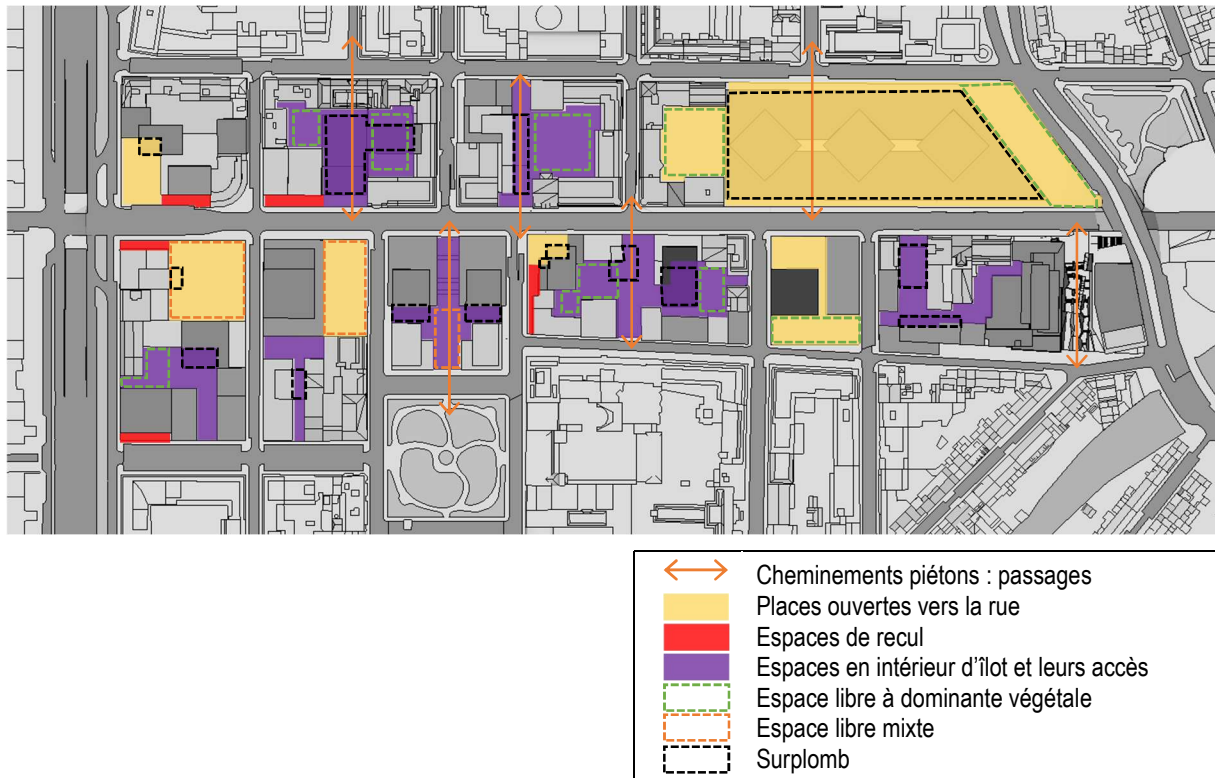 Cheminements piétons : passages
Places ouvertes vers la rue
Espaces de recul
Espaces en intérieur d’îlot et leurs accès
Espace libre à dominante végétale
Espace libre mixte
Surplomb